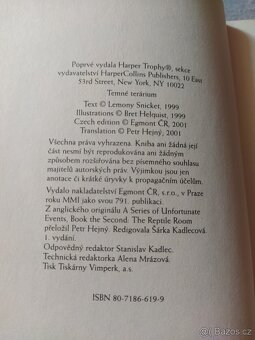 Poprvé vydala Harper Trophy®, sekce
vydavatelství HarperCollins Publishers, 10 East
53rd Street, New York, NY 10022
Temné terárium
Text © Lemony Snicket, 1999
Illustrations © Bret Helquist, 1999
Czech edition © Egmont ČR, 2001
Translation © Petr Hejný, 2001
Všechna práva vyhrazena. Kniha ani žádná její
část nesmí být reprodukována ani žádným
způsobem rozšiřována bez písemného souhlasu
majitelů autorských práv. Výjimkou jsou jen
anotace či krátké úryvky k propagačním účelům.
Vydalo nakladatelství Egmont ČR, s.r.o., v Praze
roku MMI jako svou 791. publikaci.
Z anglického originálu A Series of Unfortunate
Events, Book the Second. The Reptile Room
přeložil Petr Hejný. Redigovala Šárka Kadlecová.
1. vydání.
Odpovědný redaktor Stanislav Kadlec.
Technická redaktorka Alena Mrázová.
Tisk Tiskárny Vimperk, a.s.
ISBN 80-7186-619-9
Sbazar.cz